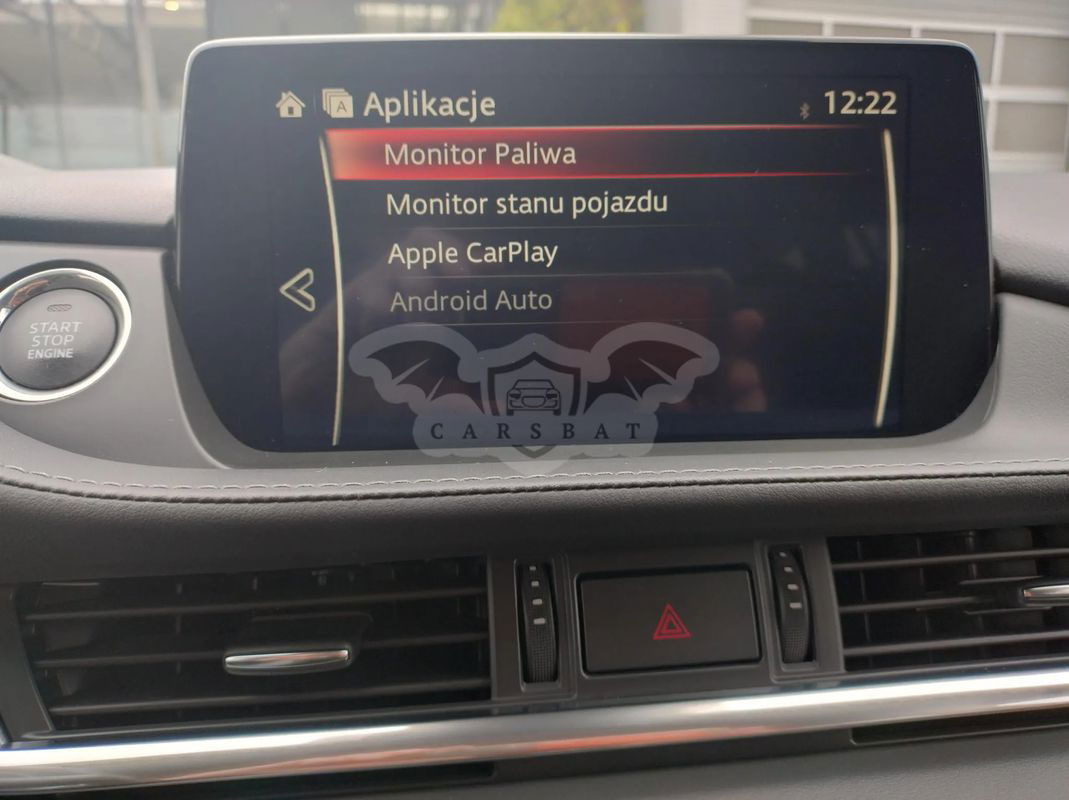 Aplikacje
12:22
Monitor Paliwa
Monitor stanu pojazdu
Apple CarPlay
Android Auto
START
STOP
ENGINE
CARSBAT